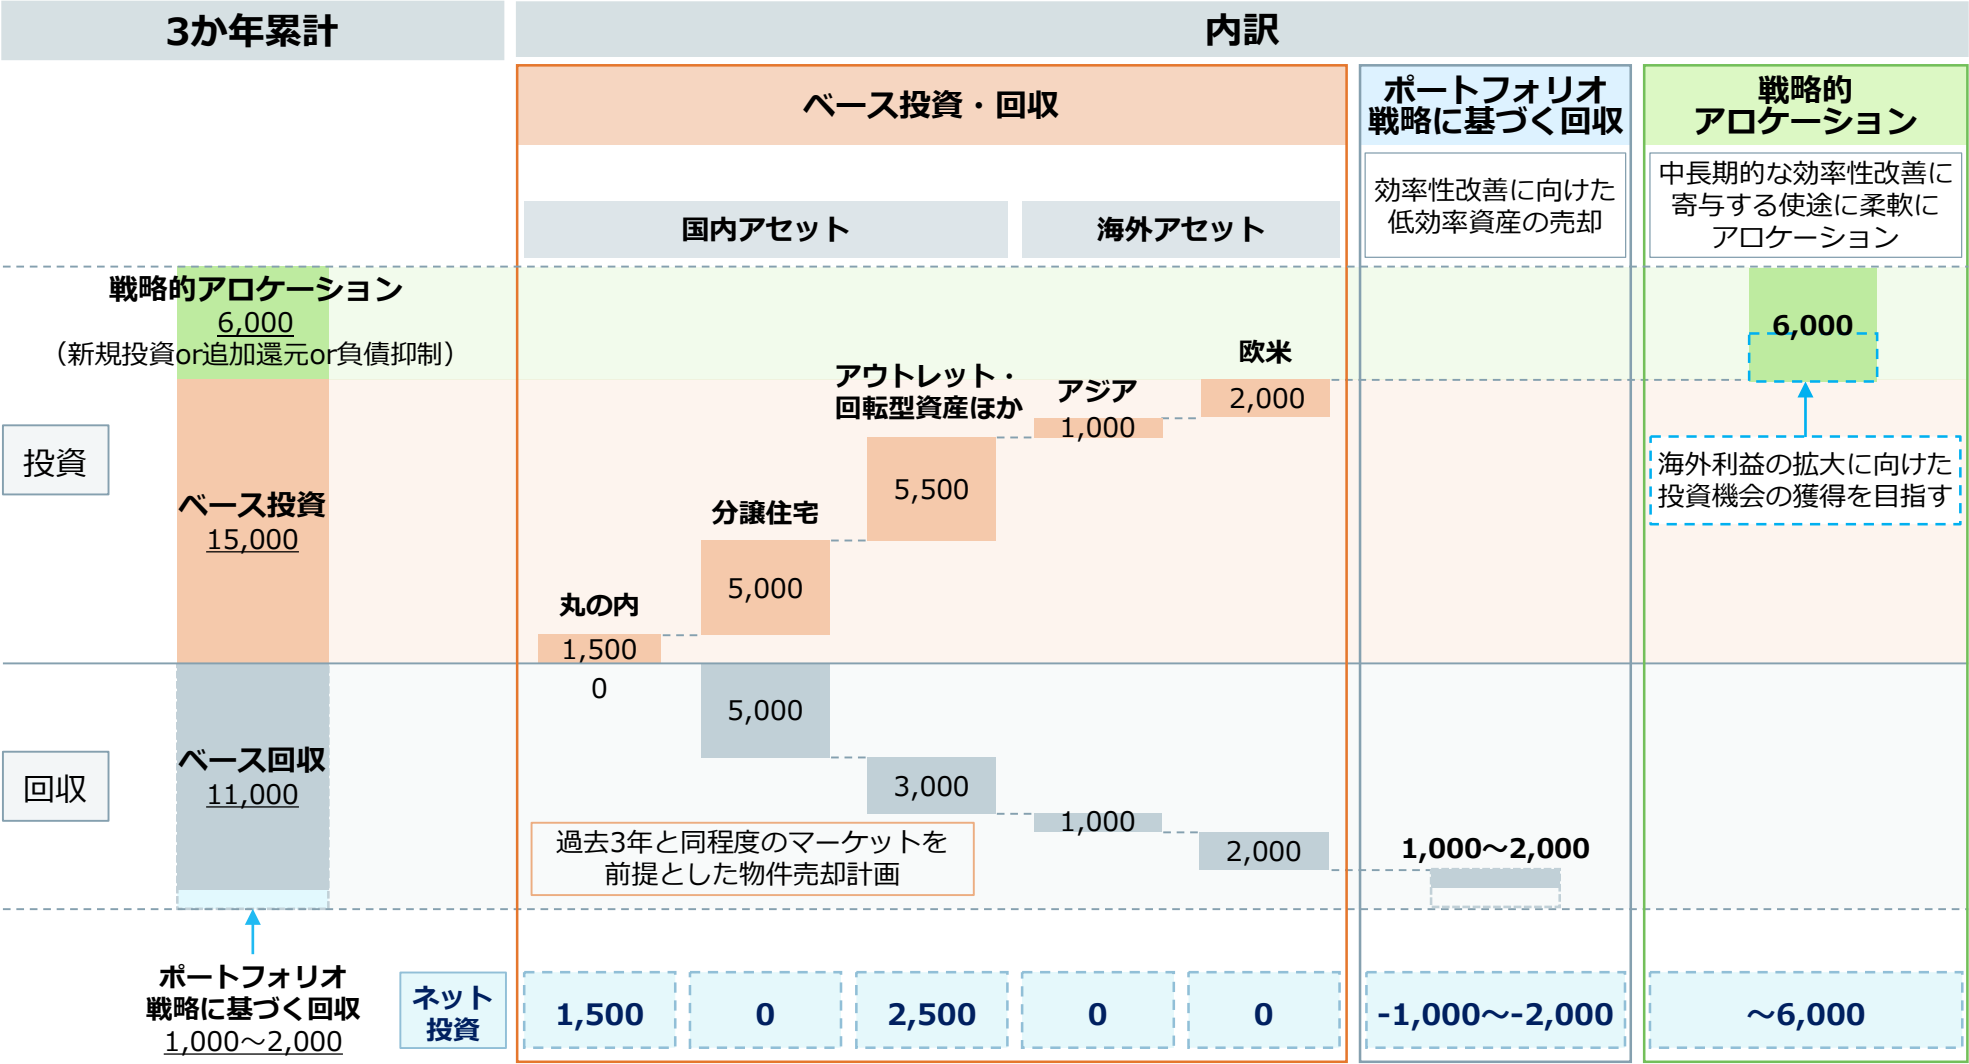 3か年累計
内訳
ベース投資・回収
ポートフォリオ
戦略に基づく回収
戦略的
アロケーション
効率性改善に向けた
低効率資産の売却
中長期的な効率性改善に
寄与する使途に柔軟に
アロケーション
国内アセット
海外アセット
戦略的アロケーション
6,000
（新規投資or追加還元or負債抑制）
投資
ベース投資
15,000
丸の内
1,500
分譲住宅
5,000
アウトレット・
回転型資産ほか
5,500
アジア
1,000
欧米
2,000
6,000
海外利益の拡大に向けた
投資機会の獲得を目指す
回収
ベース回収
11,000
0
5,000
3,000
1,000
2,000
1,000～2,000
過去3年と同程度のマーケットを
前提とした物件売却計画
ポートフォリオ
戦略に基づく回収
1,000～2,000
ネット
投資
1,500
0
2,500
0
0
-1,000～-2,000
～6,000